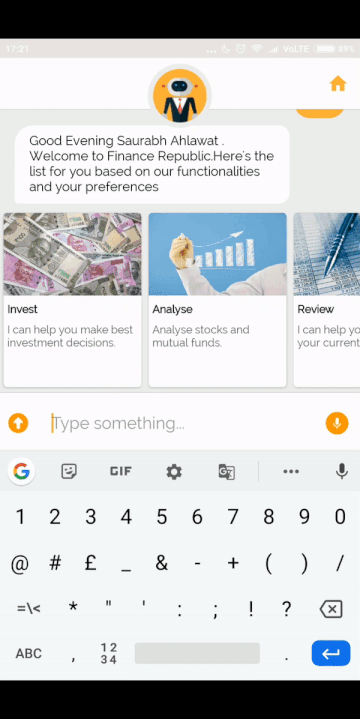 17:21
... VoLTE 89%
Good Evening Saurabh Ahlawat .
Welcome to Finance Republic.Here's the
list for you based on our functionalities
and your preferences
Invest
I can help you make best
investment decisions.
Analyse
Analyse stocks and
mutual funds.
Review
I can help yo
your current
Type something...
G GIF G
1 2 3 4 5 6 7 8 9 0
@ # £ _ & - + ( ) /
=\< * " ' : ; ! ?
ABC , 12 .
34